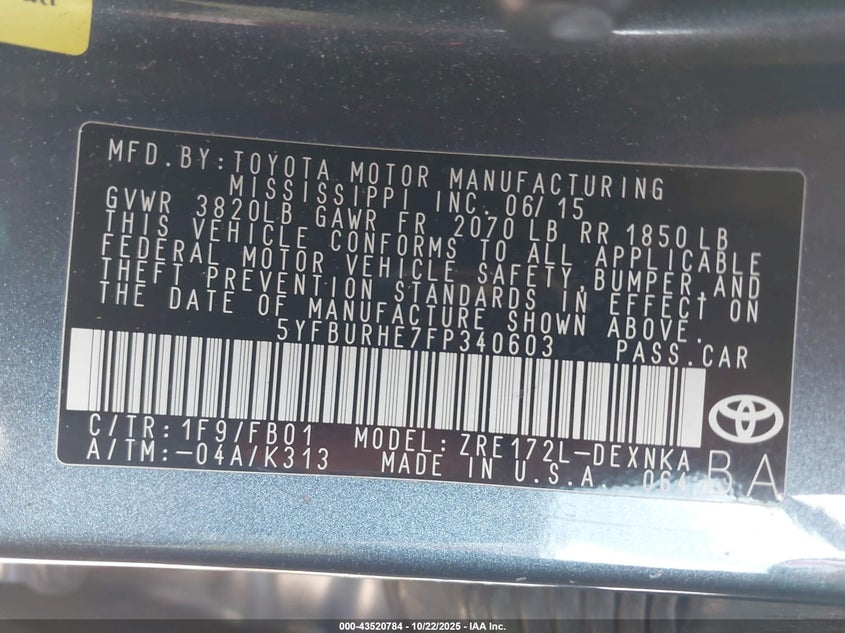 MFD.BY:TOYOTA MOTOR MANUFACTURING
MISSISSIPPI INC. 06/15
GVWR 3820LB GAWR FR 2070 LB RR 1850LB
THIS VEHICLE CONFORMS TO ALL APPLICABLE
FEDERAL MOTOR VEHICLE SAFETY,BUMPER,AND
THEFT PREVENTION STANDARDS IN EFFECT ON
THE DATE OF MANUFACTURE SHOWN ABOVE.
5YFBURHE7FP340603 PASS.CAR
C/TR:1F9/FB01 MODEL: ZRE172L-DEXNKA
A/TM:-04A/K313 MADE IN U.S.A
BA
000-43520784 - 10/22/2025 - IAA Inc.